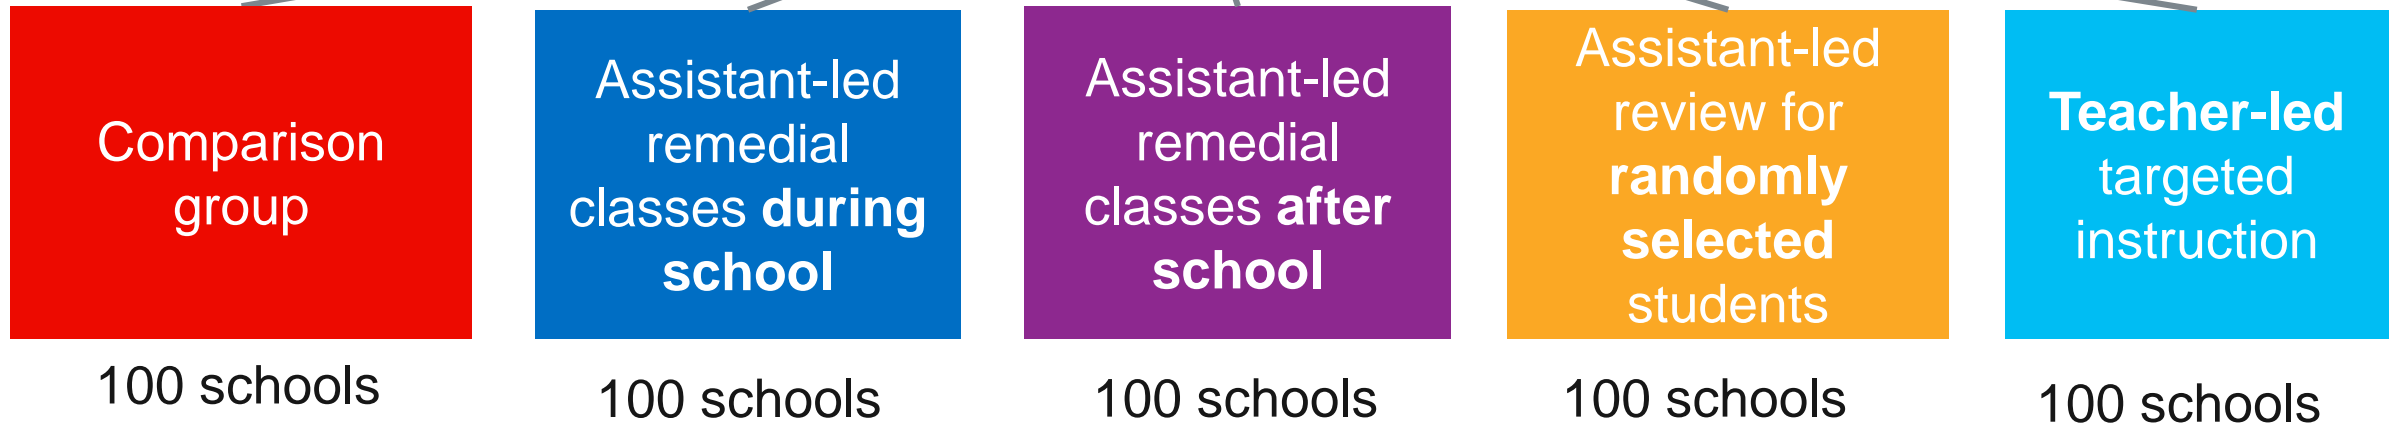 Comparison
group
100 schools
Assistant-led
remedial
classes during
school
100 schools
Assistant-led
remedial
classes after
school
100 schools
Assistant-led
review for
randomly
selected
students
100 schools
Teacher-led
targeted
instruction
100 schools